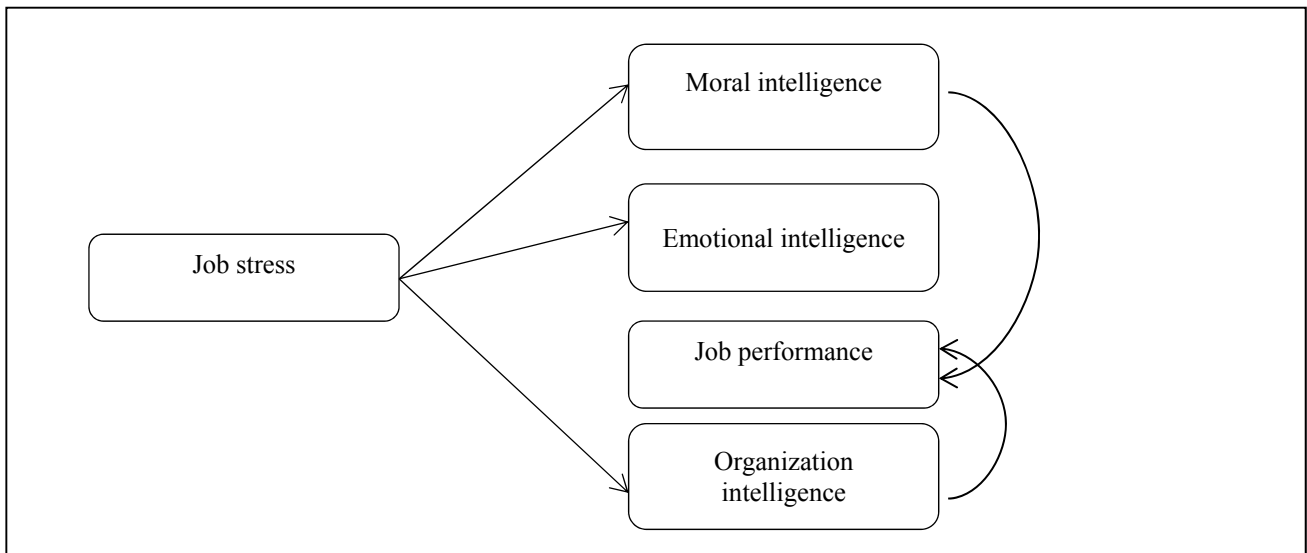 Moral intelligence
Emotional intelligence
Job stress
Job performance
Organization
intelligence